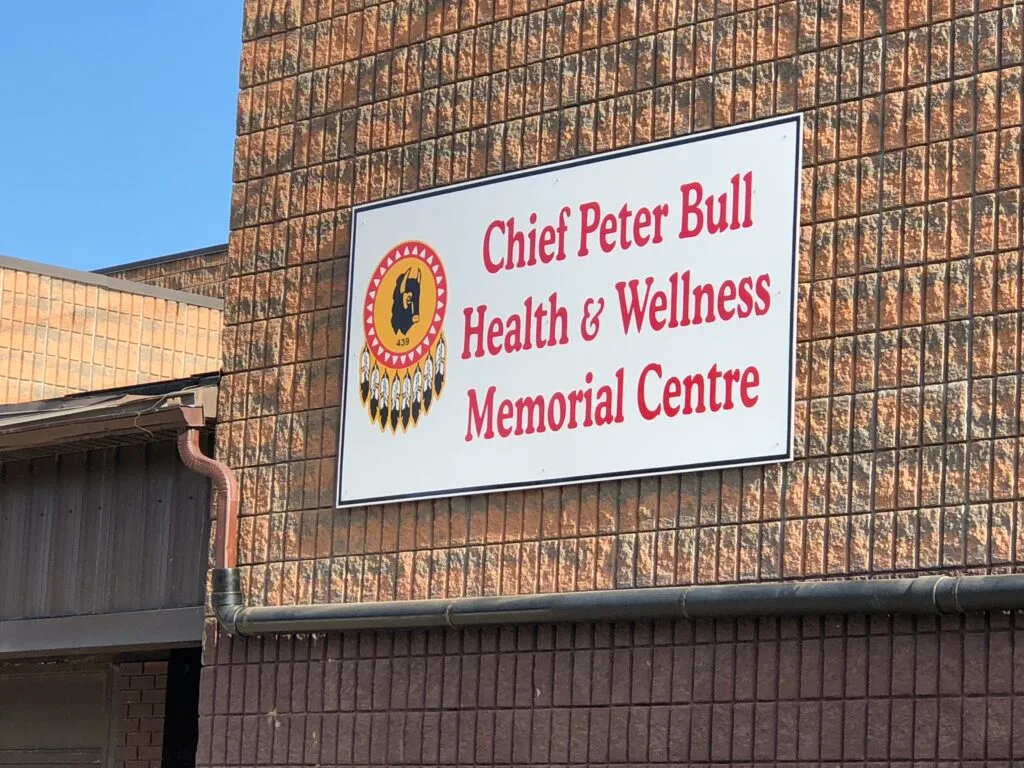 439
Chief Peter Bull
Health & Wellness
Memorial Centre